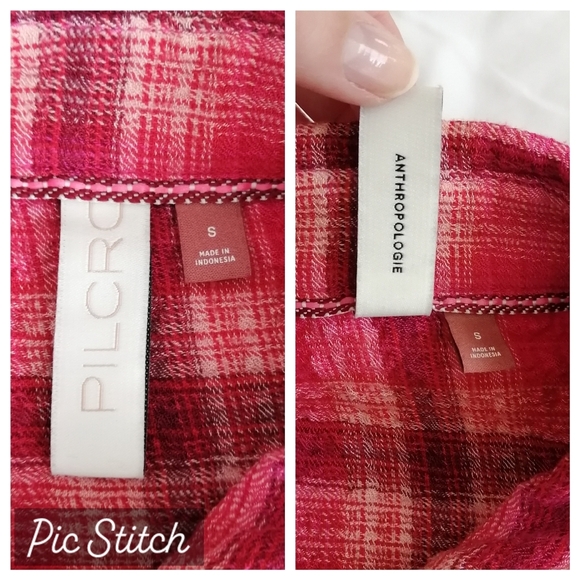 PILCRO
S
MADE IN
INDONESIA
ANTHROPOLOGIE
S
MADE IN
INDONESIA
Pic Stitch